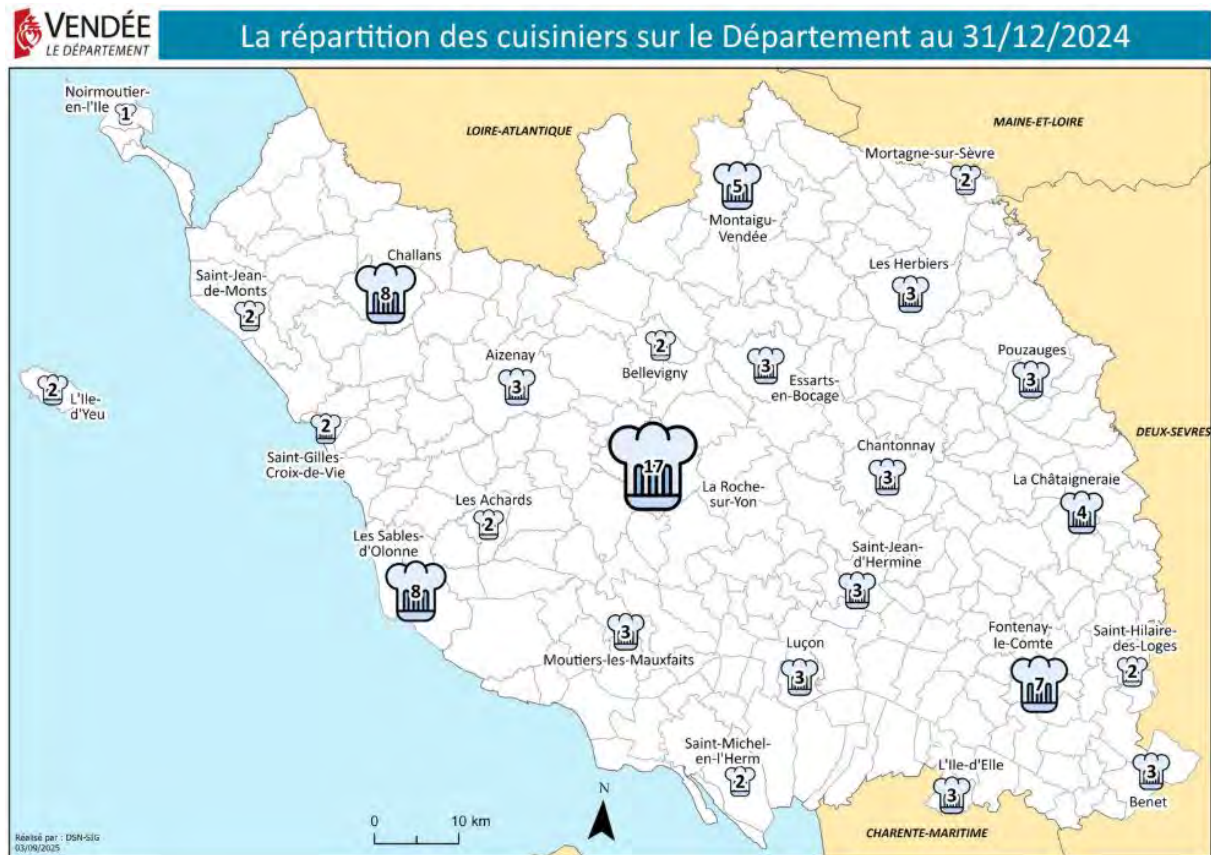 VENDÉE
LE DÉPARTEMENT
La répartition des cuisiniers sur le Département au 31/12/2024
Noirmoutier-
en-l'Ile
1
LOIRE-ATLANTIQUE
MAINE-ET-LOIRE
Mortagne-sur-Sèvre
2
5
Montaigu-
Vendée
Challans
8
Saint-Jean-
de-Monts
2
Les Herbiers
3
2
Bellevigny
Aizenay
3
3
Essarts-
en-Bocage
Pouzauges
3
2
L'Ile-
d'Yeu
2
Saint-Gilles-
Croix-de-Vie
DEUX-SEVRES
17
La Roche-
sur-Yon
Chantonnay
3
La Châtaigneraie
4
Les Achards
2
Les Sables-
d'Olonne
8
Saint-Jean-
d'Hermine
3
3
Moutiers-les-Mauxfaits
Luçon
3
Fontenay-
le-Comte
7
Saint-Hilaire-
des-Loges
2
Saint-Michel-
en-l'Herm
2
L'Ile-d'Elle
3
3
Benet
N
0 10 km
CHARENTE-MARITIME
Réalisé par : DSN-SIG
03/09/2025